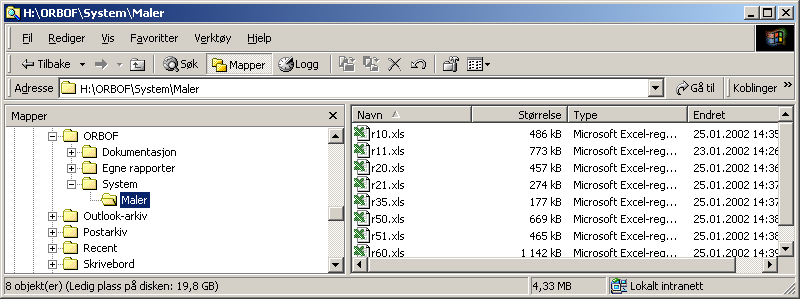 H:\ORBOF\System\Maler
Fil Rediger Vis Favoritter Verktøy Hjelp
Tilbake Søk Mapper Logg
Adresse H:\ORBOF\System\Maler Gå til Koblinger »
Mapper
ORBOF
Dokumentasjon
Egne rapporter
System
Maler
Outlook-arkiv
Postarkiv
Recent
Skrivebord
Navn Størrelse Type Endret
r10.xls 486 kB Microsoft Excel-reg... 25.01.2002 14:35
r11.xls 773 kB Microsoft Excel-reg... 23.01.2002 14:26
r20.xls 457 kB Microsoft Excel-reg... 25.01.2002 14:36
r21.xls 274 kB Microsoft Excel-reg... 25.01.2002 14:37
r35.xls 177 kB Microsoft Excel-reg... 25.01.2002 14:37
r50.xls 669 kB Microsoft Excel-reg... 25.01.2002 14:38
r51.xls 465 kB Microsoft Excel-reg... 25.01.2002 14:38
r60.xls 1 142 kB Microsoft Excel-reg... 25.01.2002 14:39
8 objekt(er) (Ledig plass på disken: 19,8 GB) 4,33 MB Lokalt intranett